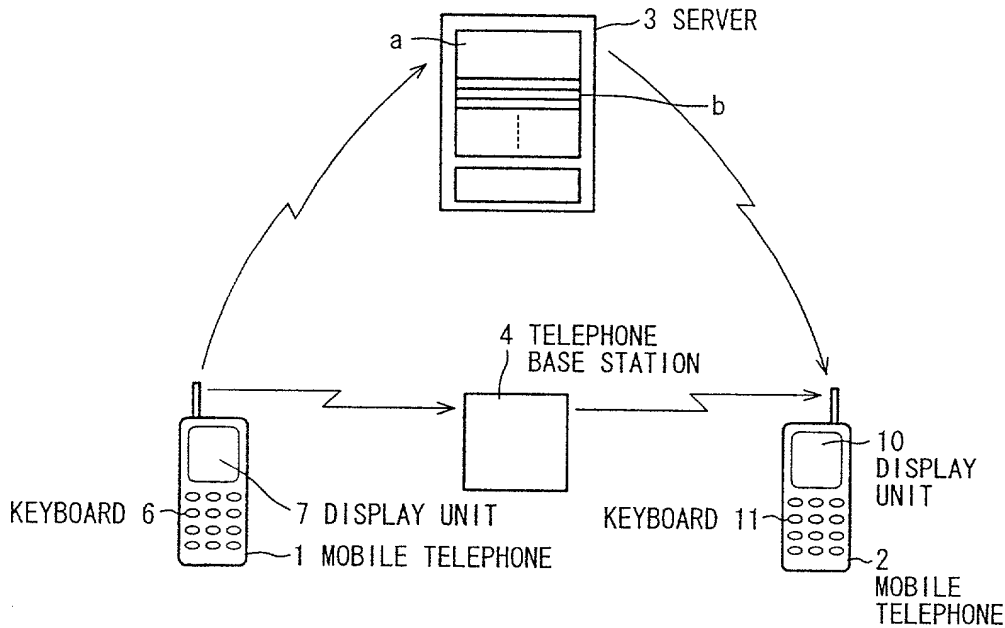 3 SERVER
a
b
4 TELEPHONE
BASE STATION
10
DISPLAY
UNIT
KEYBOARD 6
7 DISPLAY UNIT
KEYBOARD 11
1 MOBILE TELEPHONE
2
MOBILE
TELEPHONE